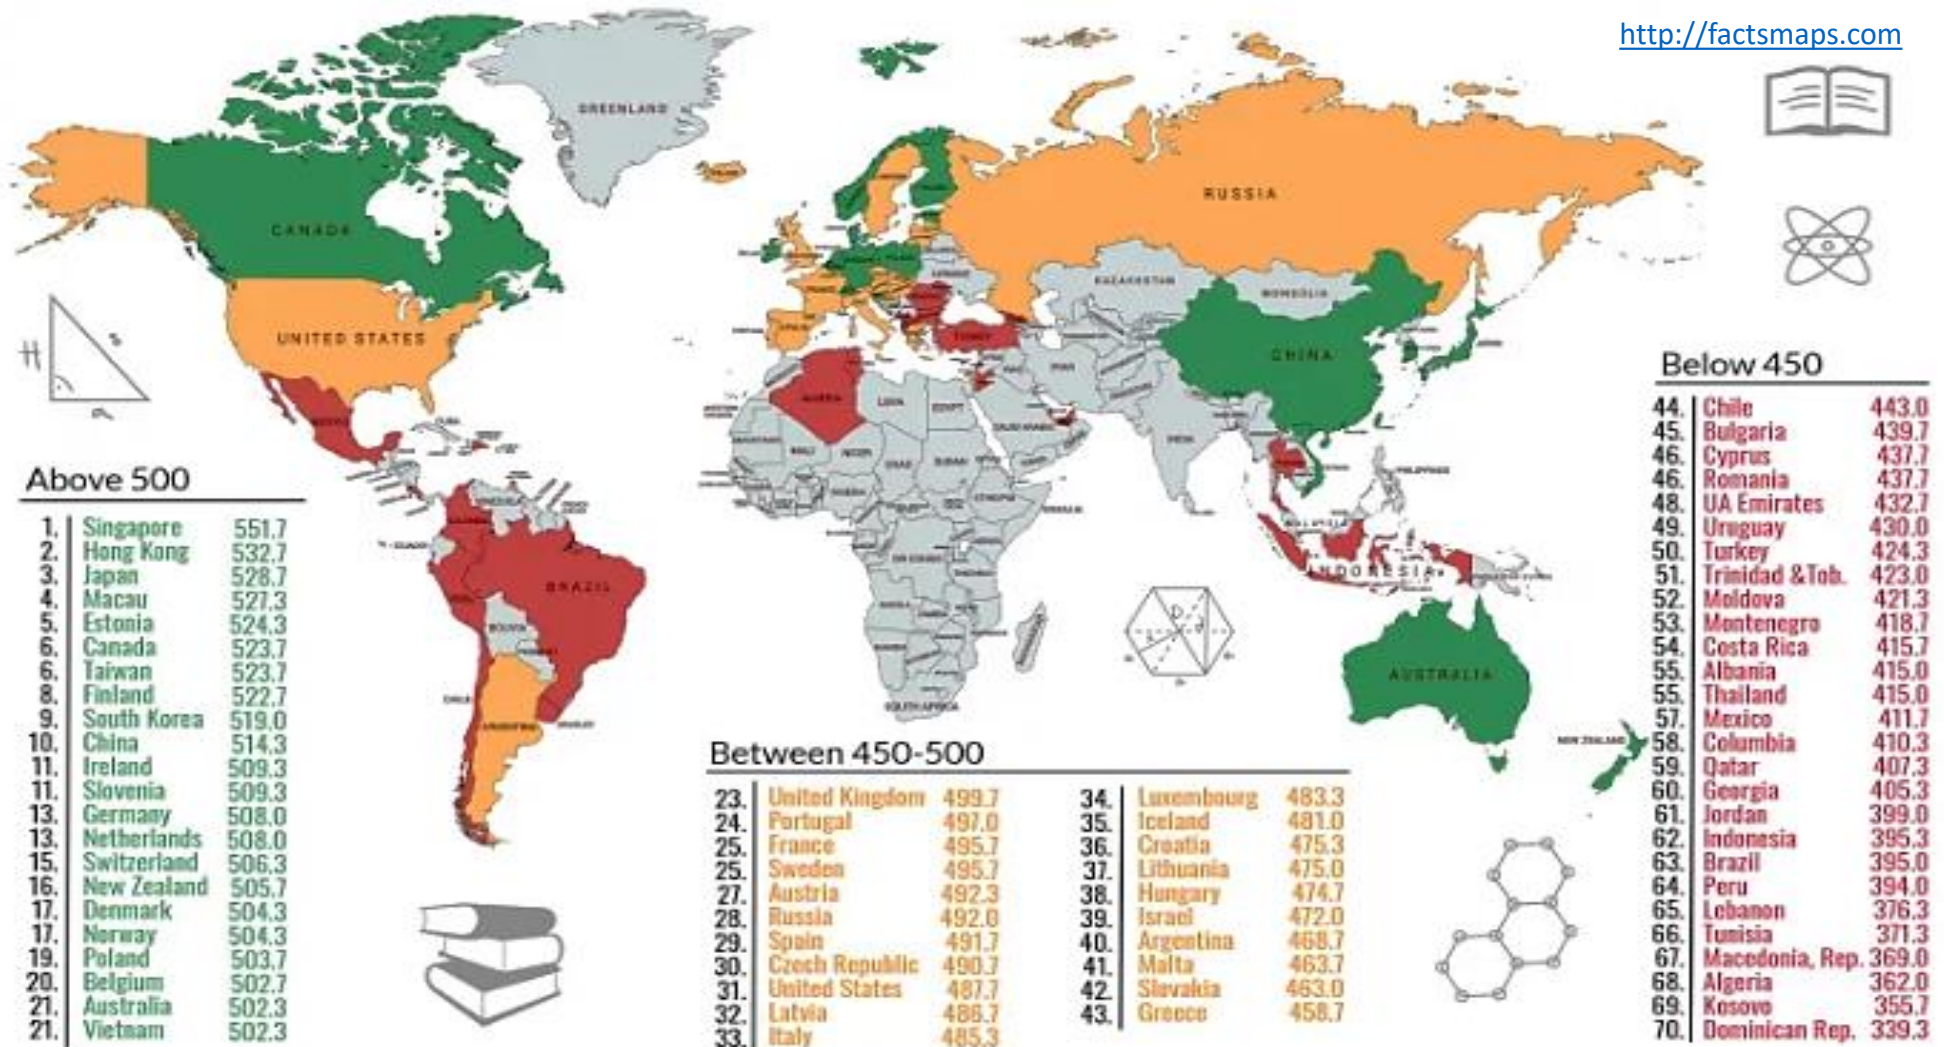 http://factsmaps.com
GREENLAND
CANADA
RUSSIA
UNITED STATES
KAZAKHSTAN
MONGOLIA
CHINA
SPAIN
TURKEY
MEXICO
CUBA
ALGERIA
LIBYA
EGYPT
IRAN
INDIA
MALI
NIGER
CHAD
SUDAN
PHILIPPINES
MALAYSIA
INDONESIA
BRAZIL
BOLIVIA
CHILE
ARGENTINA
SOUTH AFRICA
AUSTRALIA
NEW ZEALAND
Above 500
1. Singapore 551.7
2. Hong Kong 532.7
3. Japan 528.7
4. Macau 527.3
5. Estonia 524.3
6. Canada 523.7
6. Taiwan 523.7
8. Finland 522.7
9. South Korea 519.0
10. China 514.3
11. Ireland 509.3
11. Slovenia 509.3
13. Germany 508.0
13. Netherlands 508.0
15. Switzerland 506.3
16. New Zealand 505.7
17. Denmark 504.3
17. Norway 504.3
19. Poland 503.7
20. Belgium 502.7
21. Australia 502.3
21. Vietnam 502.3
Between 450-500
23. United Kingdom 499.7
24. Portugal 497.0
25. France 495.7
25. Sweden 495.7
27. Austria 492.3
28. Russia 492.0
29. Spain 491.7
30. Czech Republic 490.7
31. United States 487.7
32. Latvia 486.7
33. Italy 485.3
34. Luxembourg 483.3
35. Iceland 481.0
36. Croatia 475.3
37. Lithuania 475.0
38. Hungary 474.7
39. Israel 472.0
40. Argentina 468.7
41. Malta 463.7
42. Slovakia 463.0
43. Greece 458.7
Below 450
44. Chile 443.0
45. Bulgaria 439.7
46. Cyprus 437.7
46. Romania 437.7
48. UA Emirates 432.7
49. Uruguay 430.0
50. Turkey 424.3
51. Trinidad &Tob. 423.0
52. Moldova 421.3
53. Montenegro 418.7
54. Costa Rica 415.7
55. Albania 415.0
55. Thailand 415.0
57. Mexico 411.7
58. Columbia 410.3
59. Qatar 407.3
60. Georgia 405.3
61. Jordan 399.0
62. Indonesia 395.3
63. Brazil 395.0
64. Peru 394.0
65. Lebanon 376.3
66. Tunisia 371.3
67. Macedonia, Rep. 369.0
68. Algeria 362.0
69. Kosovo 355.7
70. Dominican Rep. 339.3